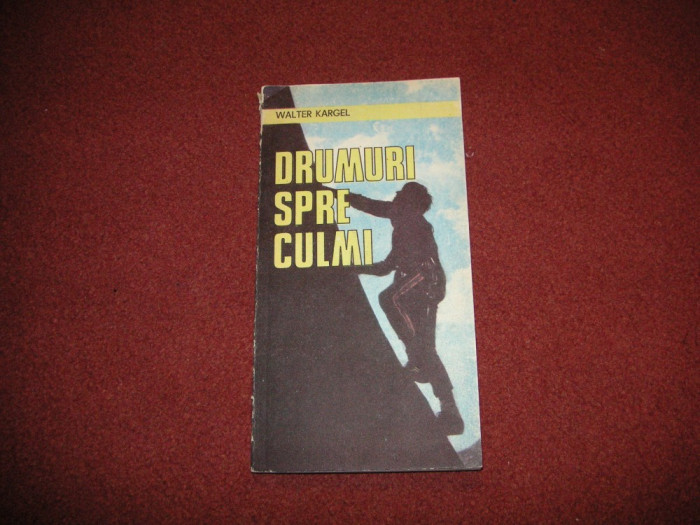 WALTER KARGEL
DRUMURI
SPRE
CULMI